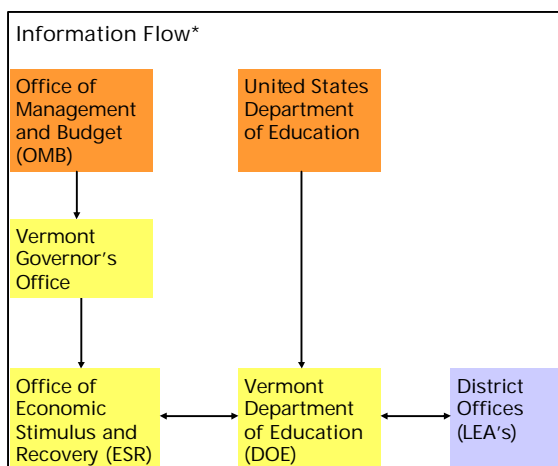 Information Flow*
Office of
Management
and Budget
(OMB)
United States
Department
of Education
Vermont
Governor's
Office
Office of
Economic
Stimulus and
Recovery (ESR)
Vermont
Department
of Education
(DOE)
District
Offices
(LEA's)